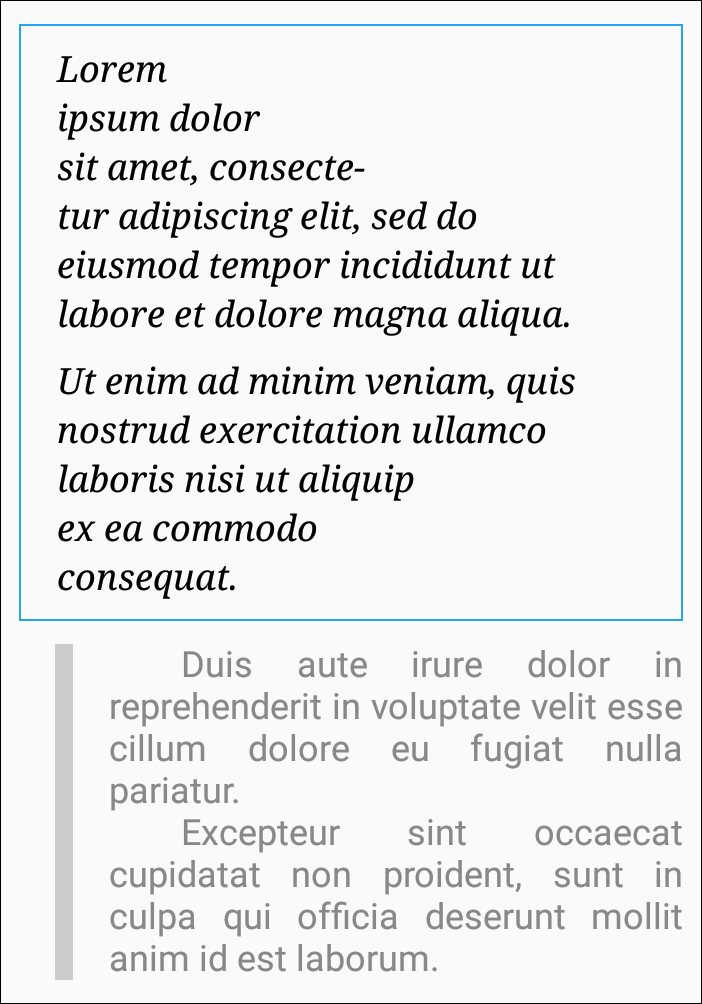 Lorem
ipsum dolor
sit amet, consecte-
tur adipiscing elit, sed do
eiusmod tempor incididunt ut
labore et dolore magna aliqua.
Ut enim ad minim veniam, quis
nostrud exercitation ullamco
laboris nisi ut aliquip
ex ea commodo
consequat.
Duis aute irure dolor in
reprehenderit in voluptate velit esse
cillum dolore eu fugiat nulla
pariatur.
Excepteur sint occaecat
cupidatat non proident, sunt in
culpa qui officia deserunt mollit
anim id est laborum.